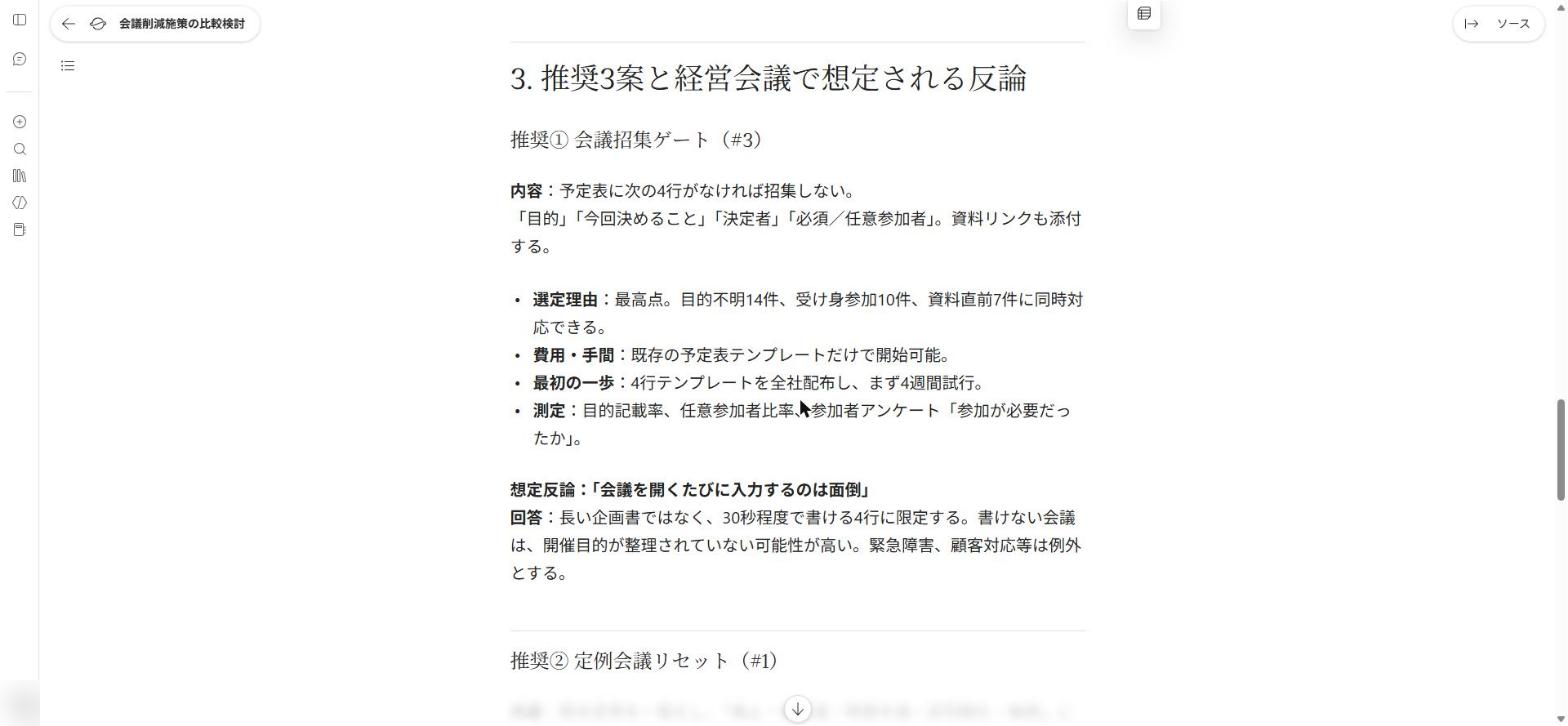 会議削減施策の比較検討
ソース
3. 推奨3案と経営会議で想定される反論
推奨① 会議招集ゲート（#3）
内容：予定表に次の4行がなければ招集しない。
「目的」「今回決めること」「決定者」「必須／任意参加者」。資料リンクも添付
する。
• 選定理由：最高点。目的不明14件、受け身参加10件、資料直前7件に同時対
応できる。
• 費用・手間：既存の予定表テンプレートだけで開始可能。
• 最初の一歩：4行テンプレートを全社配布し、まず4週間試行。
• 測定：目的記載率、任意参加者比率、参加者アンケート「参加が必要だっ
たか」。
想定反論：「会議を開くたびに入力するのは面倒」
回答：長い企画書ではなく、30秒程度で書ける4行に限定する。書けない会議
は、開催目的が整理されていない可能性が高い。緊急障害、顧客対応等は例外
とする。
推奨② 定例会議リセット（#1）